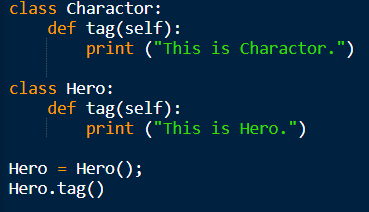 class Charactor:
    def tag(self):
        print ("This is Charactor.")
class Hero:
    def tag(self):
        print ("This is Hero.")
Hero = Hero();
Hero.tag()